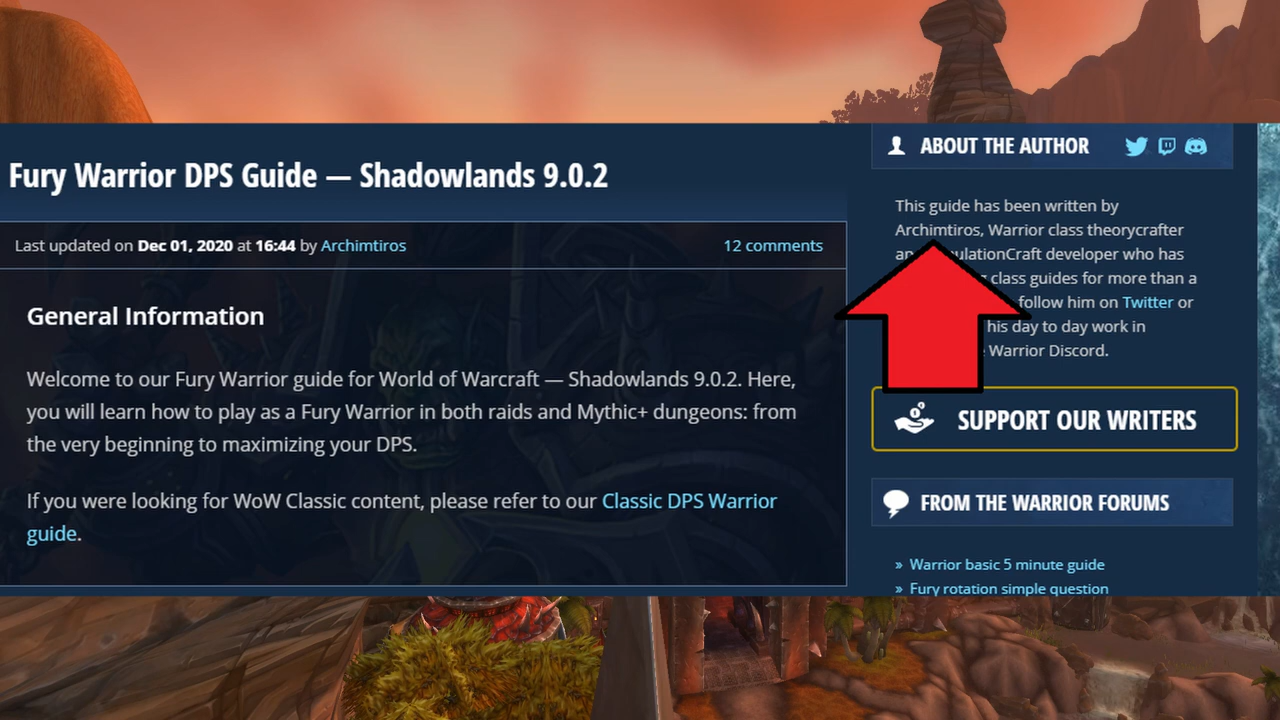 Fury Warrior DPS Guide — Shadowlands 9.0.2
Last updated on Dec 01, 2020 at 16:44 by Archimtiros
12 comments
General Information
Welcome to our Fury Warrior guide for World of Warcraft — Shadowlands 9.0.2. Here,
you will learn how to play as a Fury Warrior in both raids and Mythic+ dungeons: from
the very beginning to maximizing your DPS.
If you were looking for WoW Classic content, please refer to our Classic DPS Warrior
guide.
ABOUT THE AUTHOR
This guide has been written by
Archimtiros, Warrior class theorycrafter
developer who has
class guides for more than a
follow him on Twitter or
his day to day work in
Warrior Discord.
SUPPORT OUR WRITERS
FROM THE WARRIOR FORUMS
» Warrior basic 5 minute guide
» Fury rotation simple question